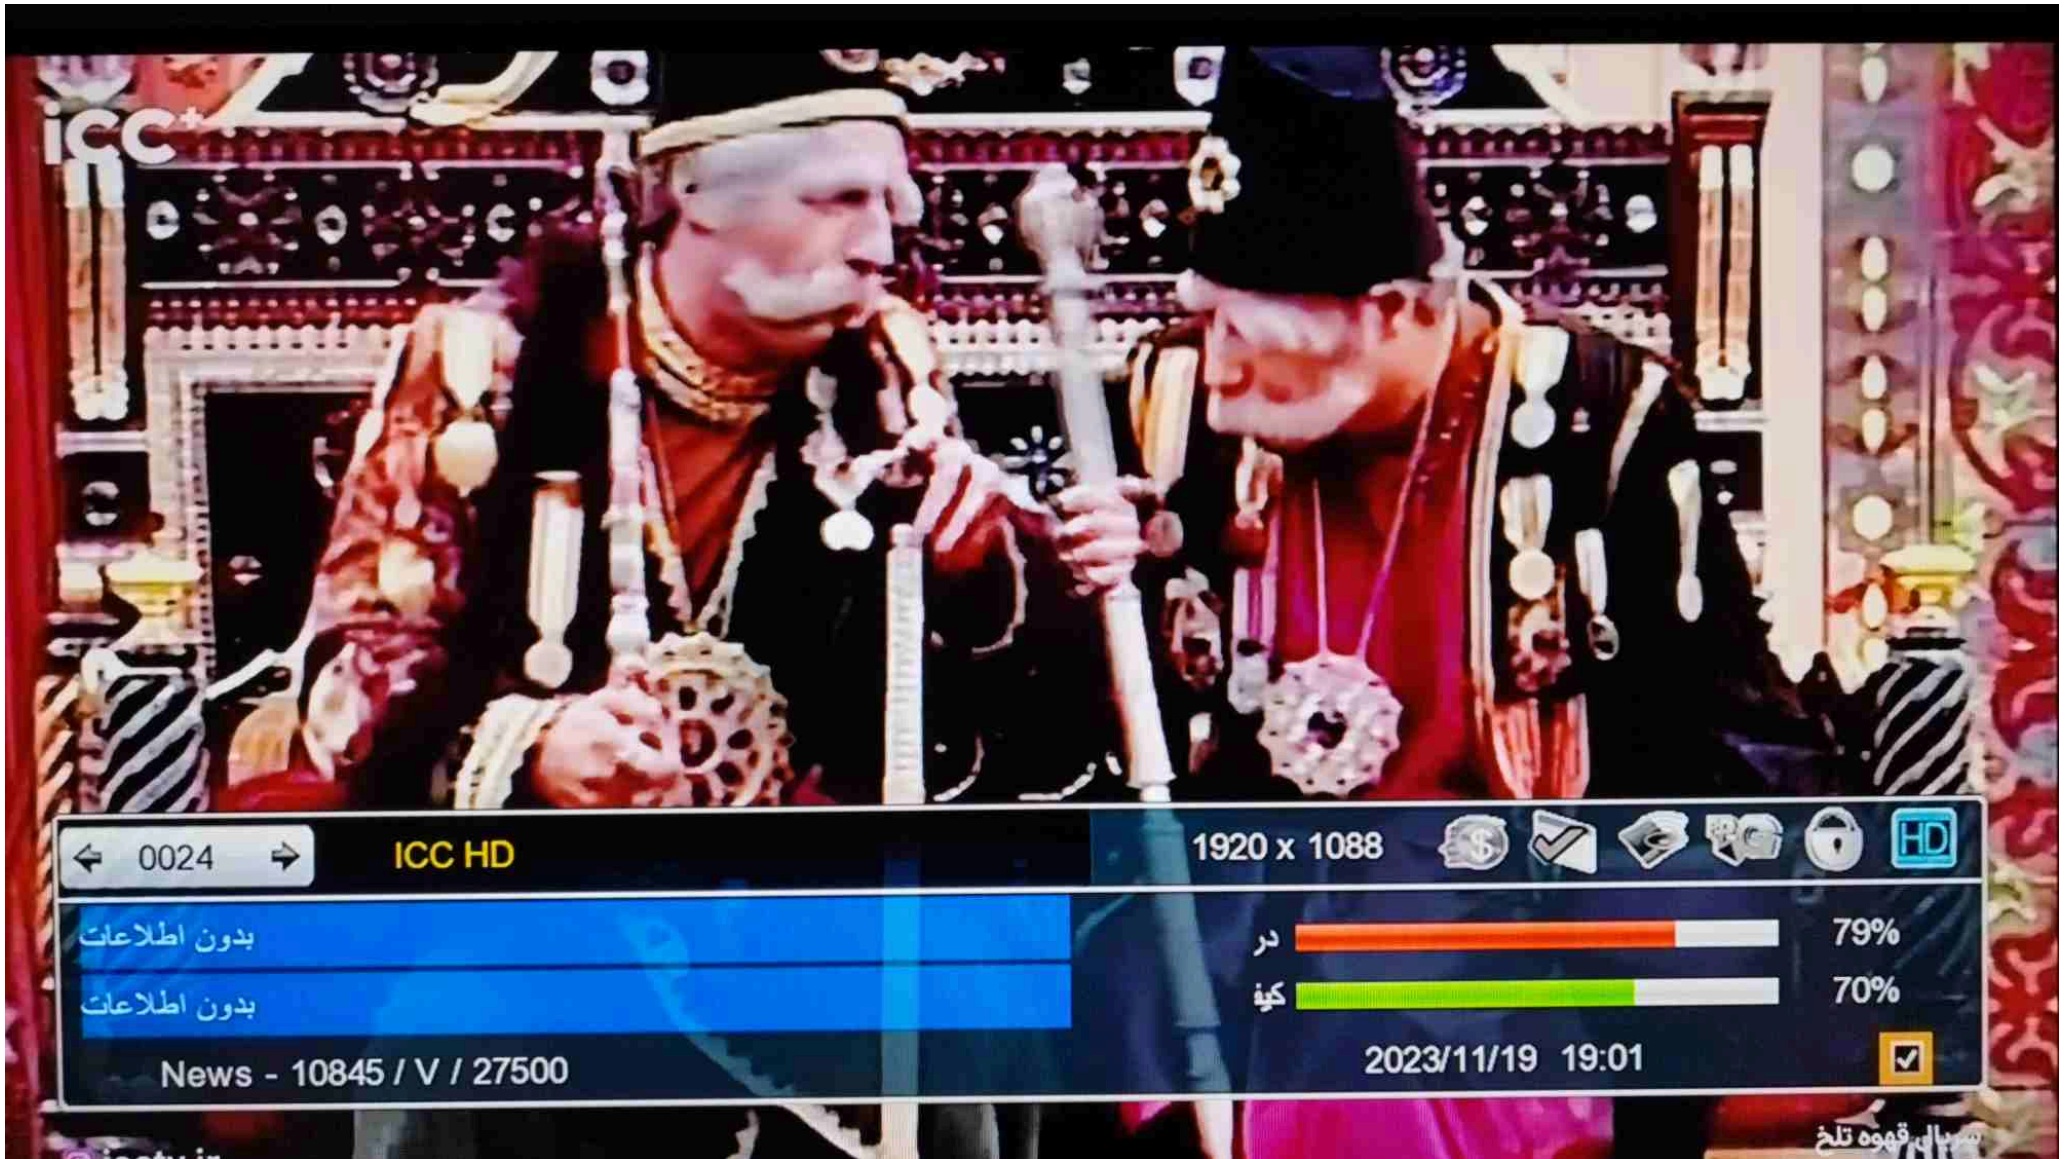 iCC+
0024
ICC HD
1920 x 1088
HD
بدون اطلاعات
در
79%
بدون اطلاعات
کیف
70%
News - 10845 / V / 27500
2023/11/19 19:01
سریال قهوه تلخ